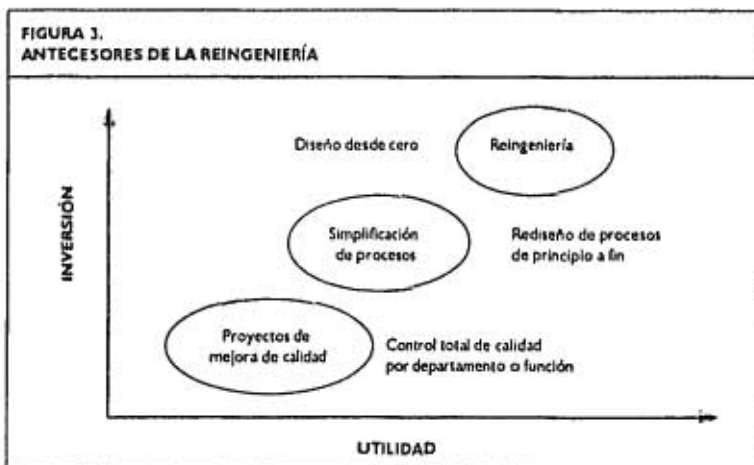 FIGURA 3.
ANTECESORES DE LA REINGENIERÍA
Diseño desde cero
Reingeniería
INVERSIÓN
Simplificación
de procesos
Rediseño de procesos
de principio a fin
Proyectos de
mejora de calidad
Control total de calidad
por departamento o función
UTILIDAD